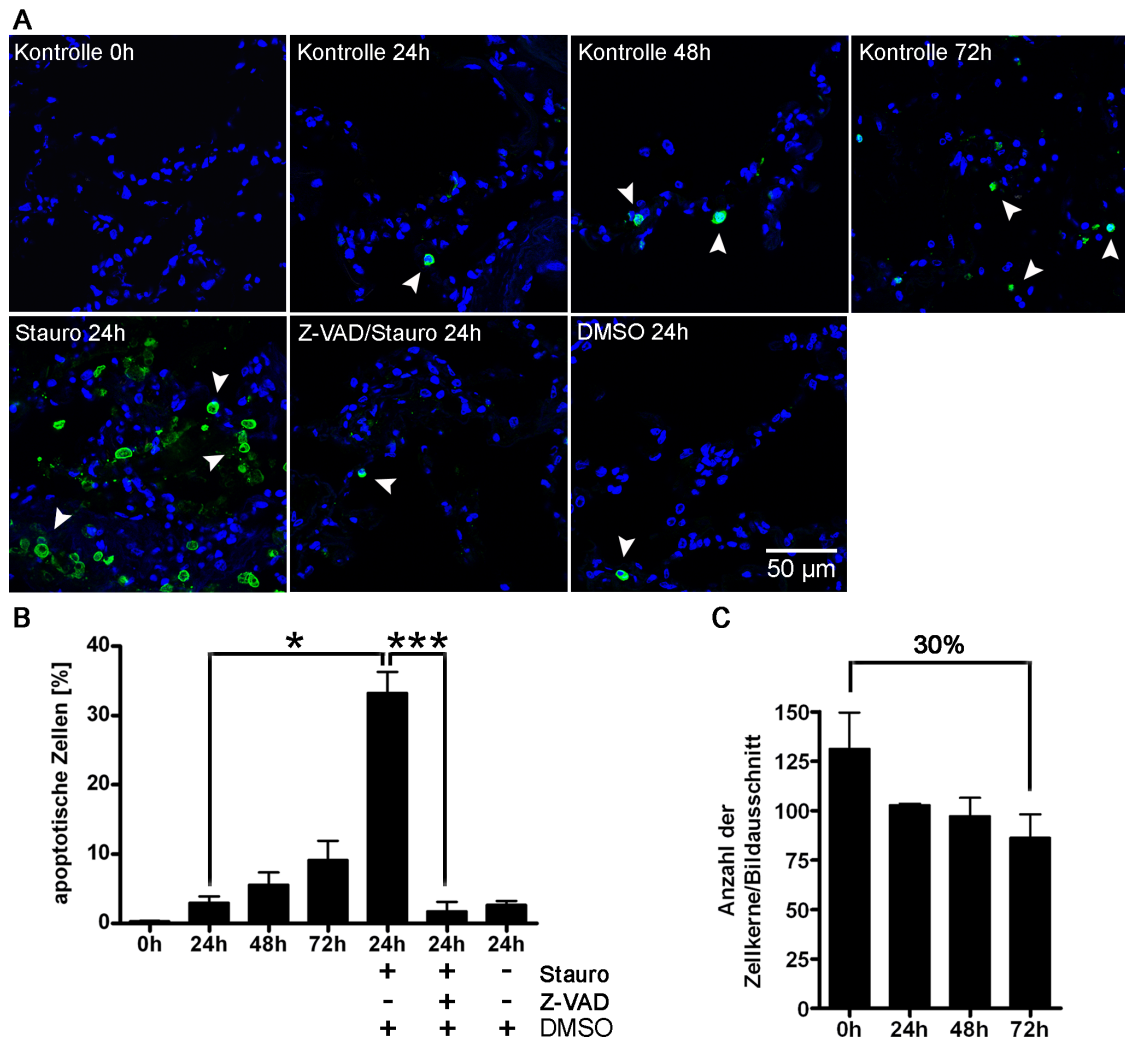 A
Kontrolle 0h
Kontrolle 24h
Kontrolle 48h
Kontrolle 72h
Stauro 24h
Z-VAD/Stauro 24h
DMSO 24h
50 µm
B
apoptotische Zellen [%]
40
30
20
10
0
* ***
0h 24h 48h 72h 24h 24h 24h
+ + - Stauro
- + - Z-VAD
+ + + DMSO
C
30%
Anzahl der
Zellkerne/Bildausschnitt
150
125
100
75
50
25
0
0h 24h 48h 72h